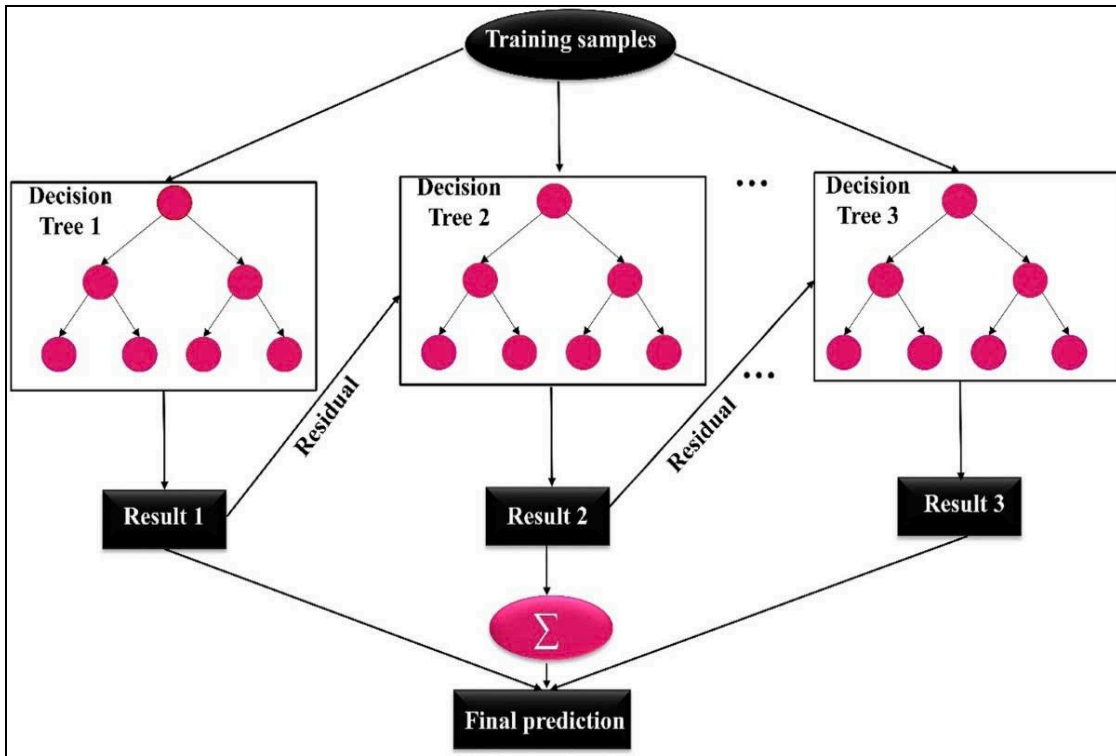 Training samples
Decision
Tree 1
Decision
Tree 2
...
Decision
Tree 3
Residual
...
Residual
Result 1
Result 2
Result 3
∑
Final prediction